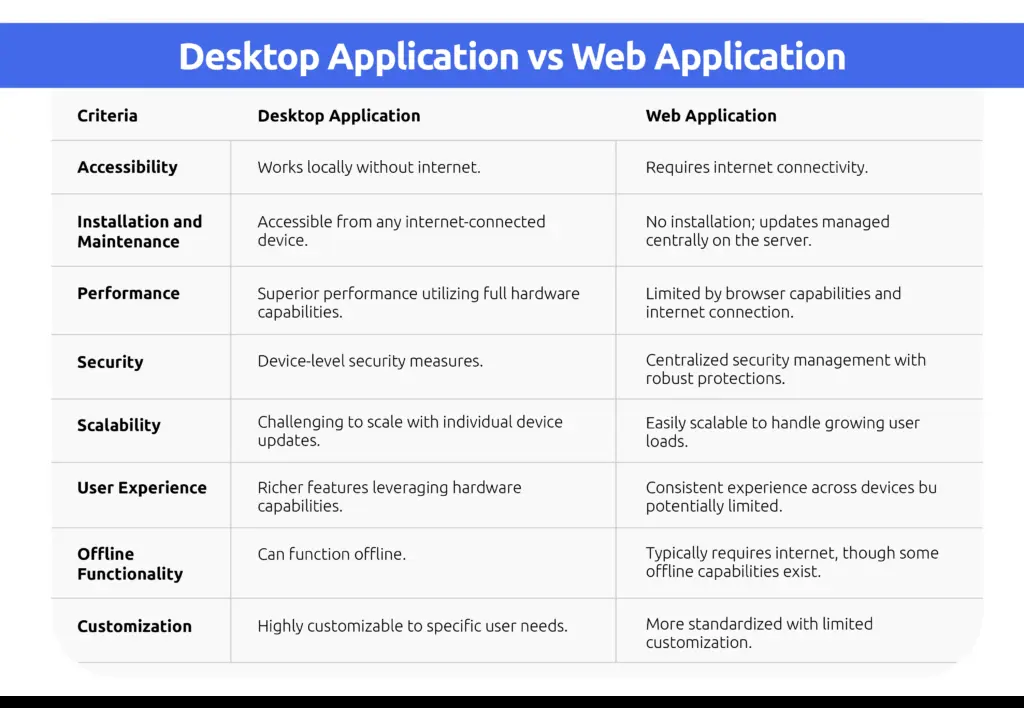 Desktop Application vs Web Application
Criteria
Desktop Application
Web Application
Accessibility
Works locally without internet.
Requires internet connectivity.
Installation and
Maintenance
Accessible from any internet-connected
device.
No installation; updates managed
centrally on the server.
Performance
Superior performance utilizing full hardware
capabilities.
Limited by browser capabilities and
internet connection.
Security
Device-level security measures.
Centralized security management with
robust protections.
Scalability
Challenging to scale with individual device
updates.
Easily scalable to handle growing user
loads.
User Experience
Richer features leveraging hardware
capabilities.
Consistent experience across devices bu
potentially limited.
Offline
Functionality
Can function offline.
Typically requires internet, though some
offline capabilities exist.
Customization
Highly customizable to specific user needs.
More standardized with limited
customization.